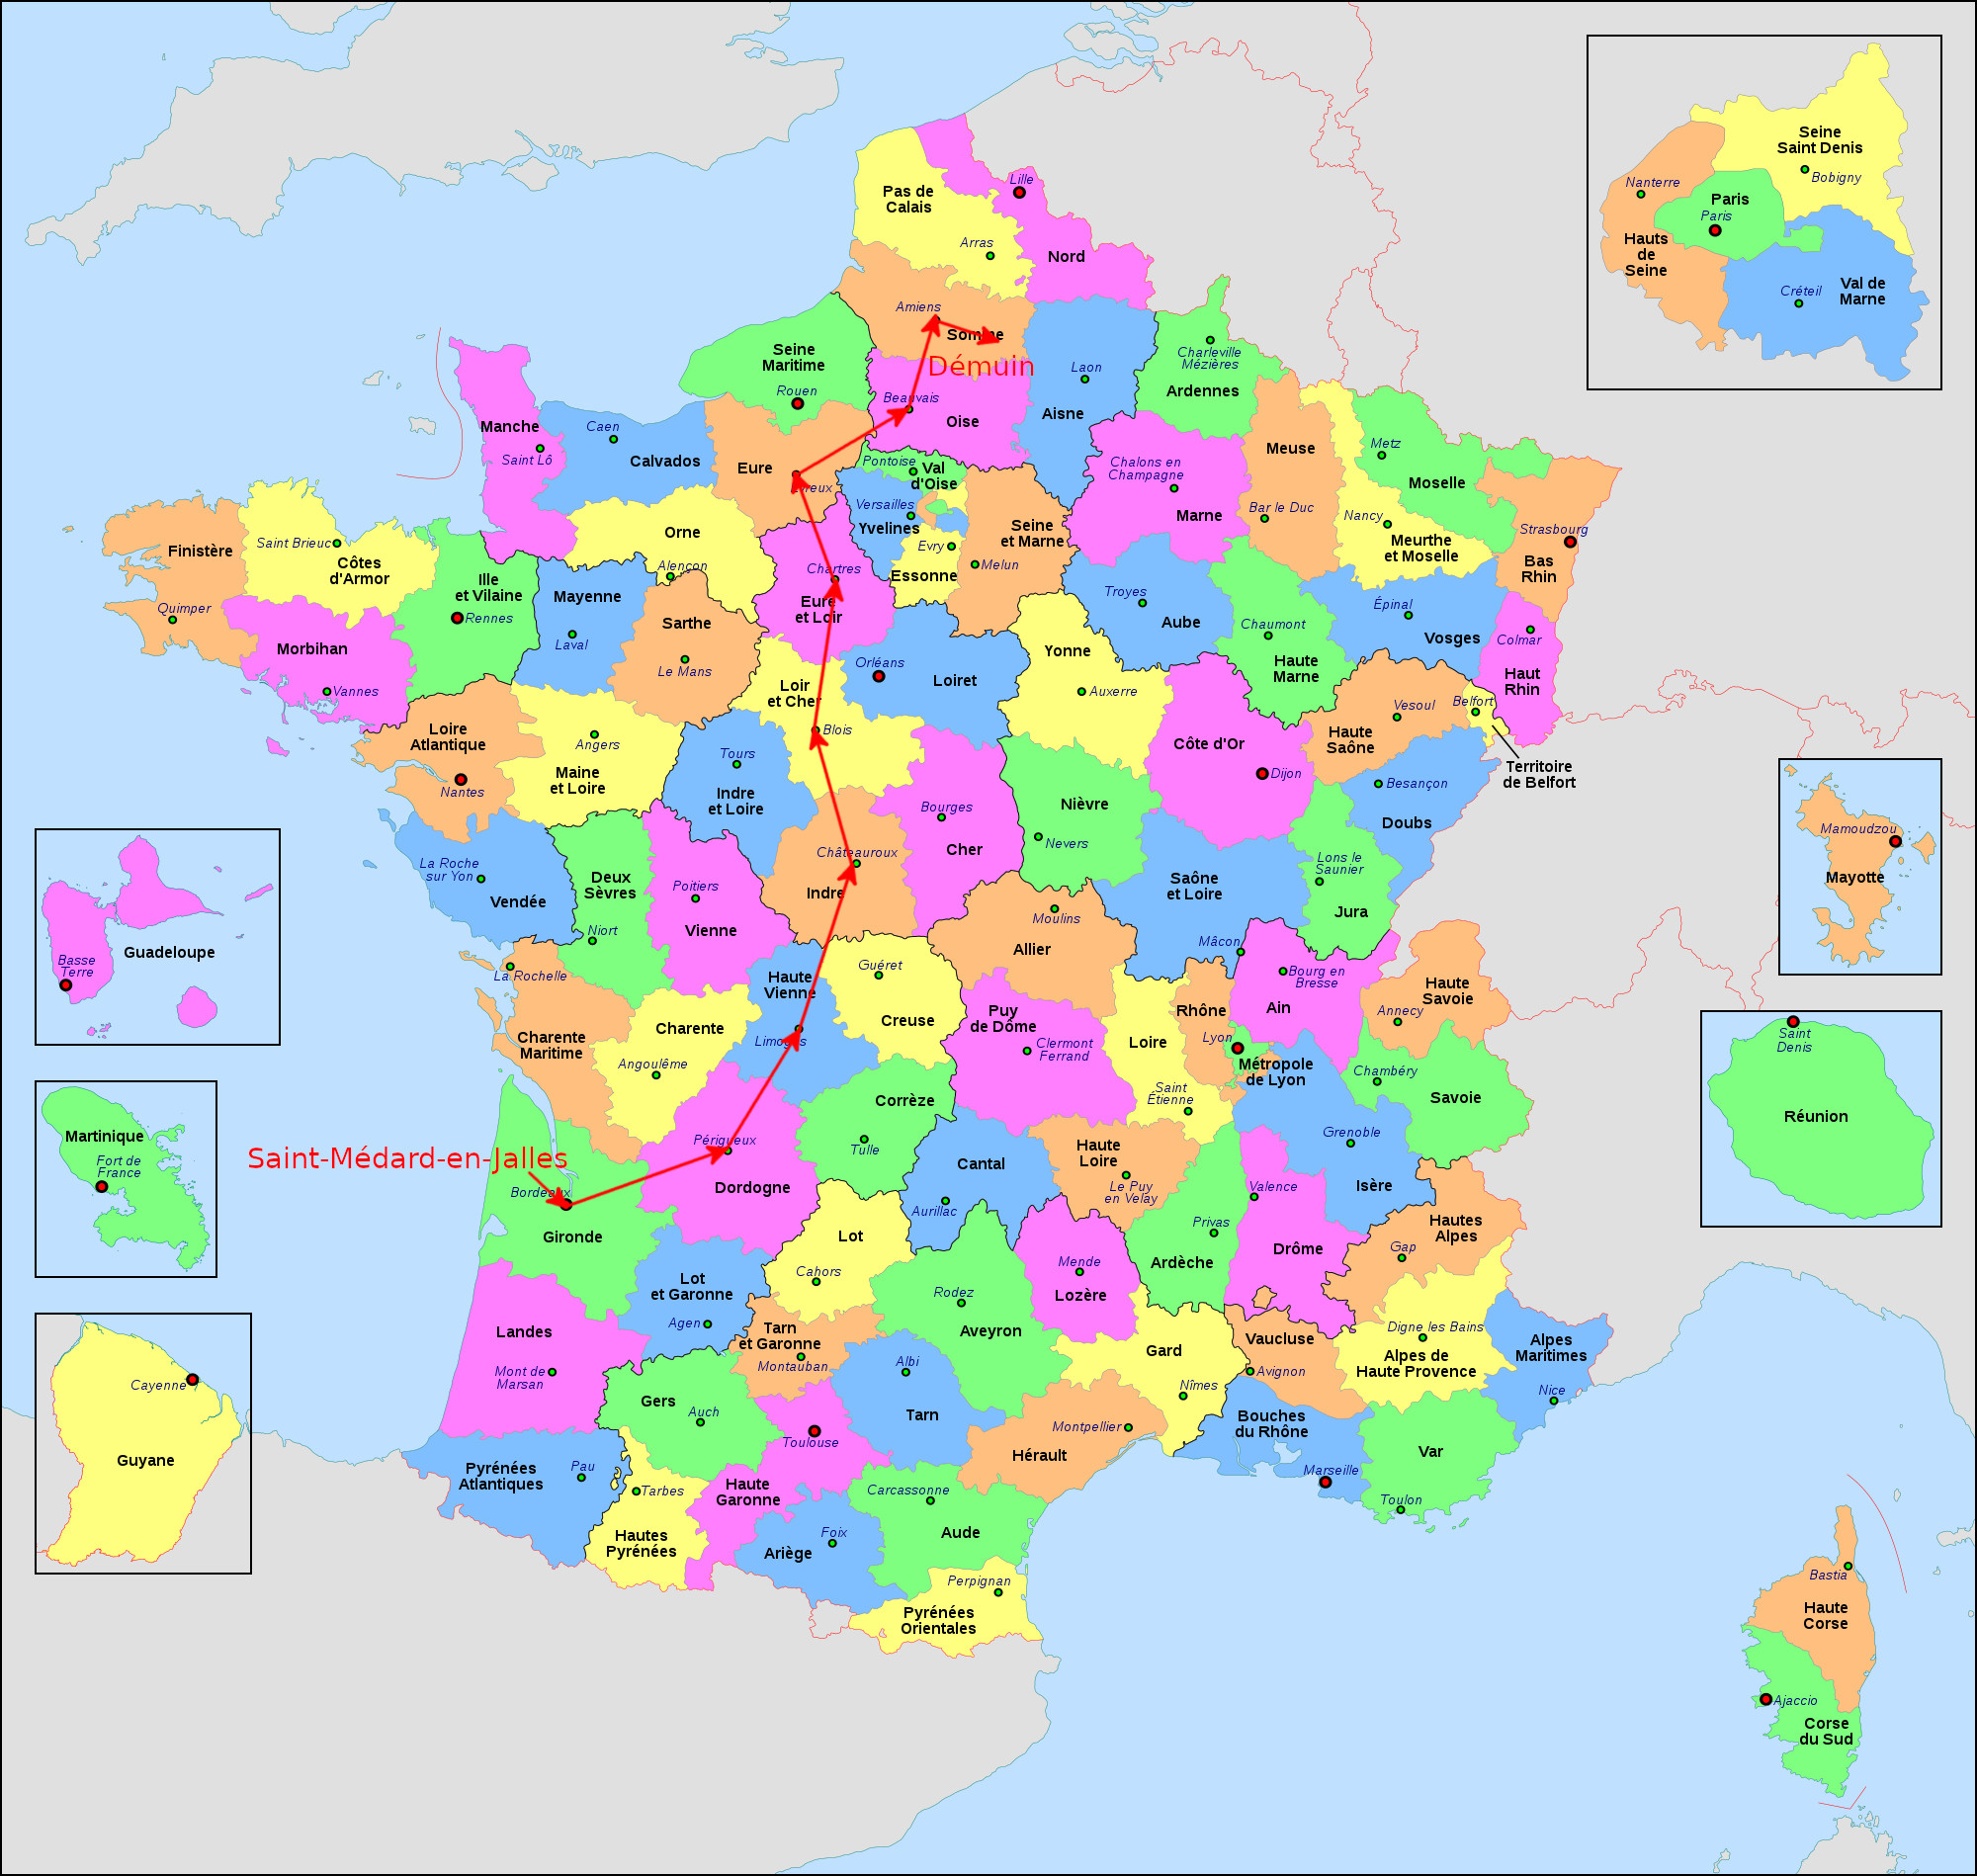 Seine
Saint Denis
Bobigny
Nanterre
Paris
Paris
Hauts
de
Seine
Créteil
Val de
Marne
Lille
Pas de
Calais
Arras
Nord
Amiens
Somme
Démuin
Seine
Maritime
Rouen
Beauvais
Oise
Laon
Aisne
Charleville
Mézières
Ardennes
Manche
Saint Lô
Caen
Calvados
Eure
Evreux
Pontoise
Val
d'Oise
Chalons en
Champagne
Marne
Meuse
Bar le Duc
Metz
Moselle
Nancy
Meurthe
et Moselle
Strasbourg
Bas
Rhin
Finistère
Quimper
Saint Brieuc
Côtes
d'Armor
Ille
et Vilaine
Rennes
Morbihan
Vannes
Mayenne
Laval
Orne
Alençon
Sarthe
Le Mans
Chartres
Eure
et Loir
Versailles
Yvelines
Evry
Essonne
Seine
et Marne
Melun
Troyes
Aube
Chaumont
Haute
Marne
Épinal
Vosges
Colmar
Haut
Rhin
Loire
Atlantique
Nantes
Angers
Maine
et Loire
Tours
Indre
et Loire
Loir
et Cher
Blois
Orléans
Loiret
Yonne
Auxerre
Côte d'Or
Dijon
Haute
Saône
Vesoul
Belfort
Territoire
de Belfort
Besançon
Doubs
La Roche
sur Yon
Vendée
Deux
Sèvres
Niort
Poitiers
Vienne
Châteauroux
Indre
Bourges
Cher
Nièvre
Nevers
Saône
et Loire
Mâcon
Lons le
Saunier
Jura
Mamoudzou
Mayotte
Guadeloupe
Basse
Terre
La Rochelle
Charente
Maritime
Charente
Angoulême
Haute
Vienne
Limoges
Guéret
Creuse
Moulins
Allier
Puy
de Dôme
Clermont
Ferrand
Loire
Saint
Étienne
Rhône
Lyon
Métropole
de Lyon
Ain
Bourg en
Bresse
Haute
Savoie
Annecy
Chambéry
Savoie
Saint
Denis
Réunion
Martinique
Fort de
France
Saint-Médard-en-Jalles
Bordeaux
Gironde
Périgueux
Dordogne
Corrèze
Tulle
Cantal
Aurillac
Haute
Loire
Le Puy
en Velay
Grenoble
Isère
Valence
Drôme
Privas
Ardèche
Hautes
Alpes
Gap
Lot
Cahors
Lot
et Garonne
Agen
Rodez
Aveyron
Mende
Lozère
Landes
Mont de
Marsan
Tarn
et Garonne
Montauban
Albi
Tarn
Gard
Nîmes
Vaucluse
Avignon
Digne les Bains
Alpes de
Haute Provence
Alpes
Maritimes
Nice
Cayenne
Guyane
Gers
Auch
Toulouse
Haute
Garonne
Montpellier
Hérault
Bouches
du Rhône
Marseille
Var
Toulon
Pyrénées
Atlantiques
Pau
Tarbes
Hautes
Pyrénées
Foix
Ariège
Carcassonne
Aude
Perpignan
Pyrénées
Orientales
Bastia
Haute
Corse
Ajaccio
Corse
du Sud